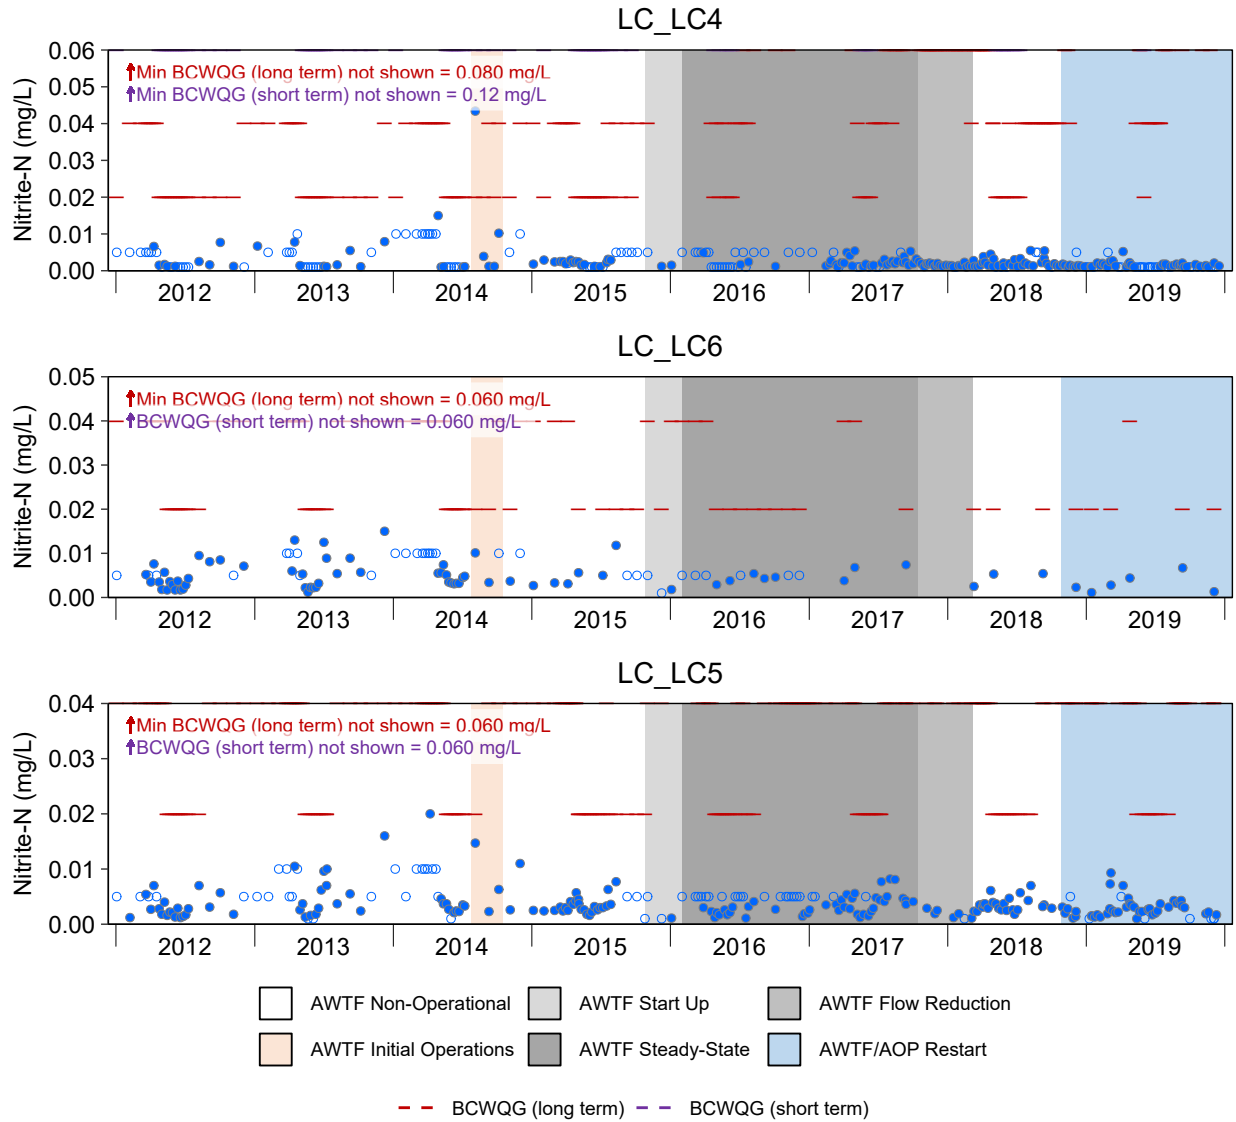 LC_LC4
Nitrite-N (mg/L)
0.06
0.05
0.04
0.03
0.02
0.01
0.00
Min BCWQG (long term) not shown = 0.080 mg/L
Min BCWQG (short term) not shown = 0.12 mg/L
2012 2013 2014 2015 2016 2017 2018 2019
LC_LC6
Nitrite-N (mg/L)
0.05
0.04
0.03
0.02
0.01
0.00
Min BCWQG (long term) not shown = 0.060 mg/L
BCWQG (short term) not shown = 0.060 mg/L
2012 2013 2014 2015 2016 2017 2018 2019
LC_LC5
Nitrite-N (mg/L)
0.04
0.03
0.02
0.01
0.00
Min BCWQG (long term) not shown = 0.060 mg/L
BCWQG (short term) not shown = 0.060 mg/L
2012 2013 2014 2015 2016 2017 2018 2019
AWTF Non-Operational AWTF Start Up AWTF Flow Reduction
AWTF Initial Operations AWTF Steady-State AWTF/AOP Restart
BCWQG (long term) BCWQG (short term)